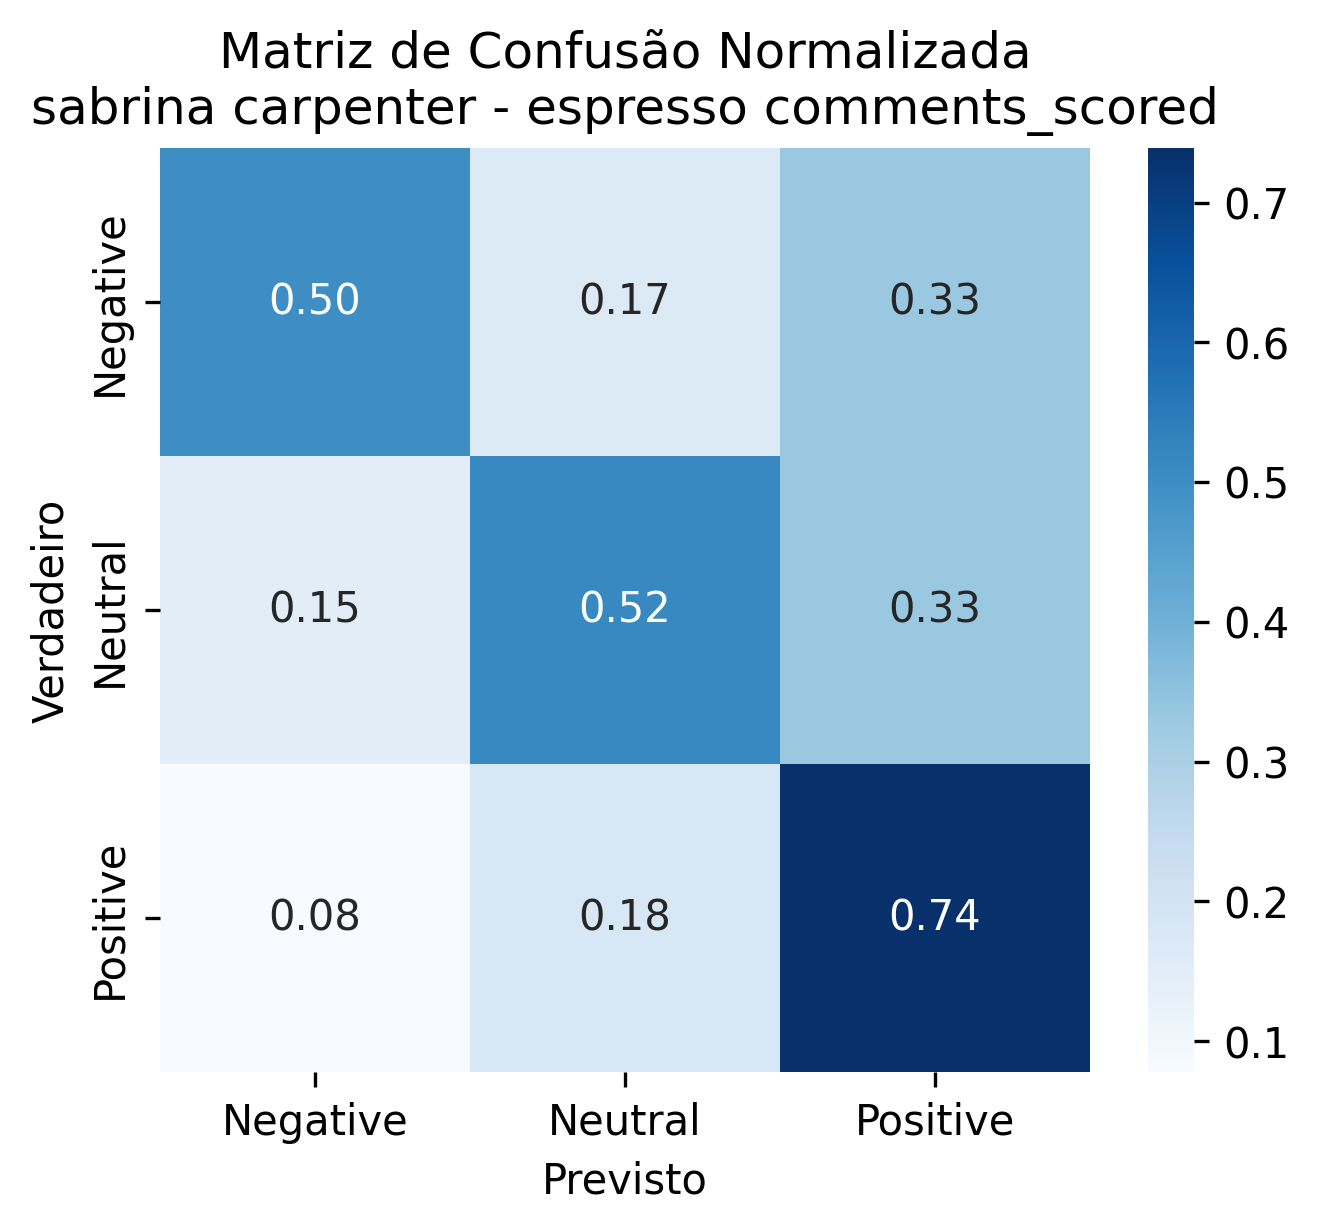 Matriz de Confusão Normalizada
sabrina carpenter - espresso comments_scored
Verdadeiro
Negative
0.50 0.17 0.33
Neutral
0.15 0.52 0.33
Positive
0.08 0.18 0.74
Negative Neutral Positive
Previsto
0.7
0.6
0.5
0.4
0.3
0.2
0.1